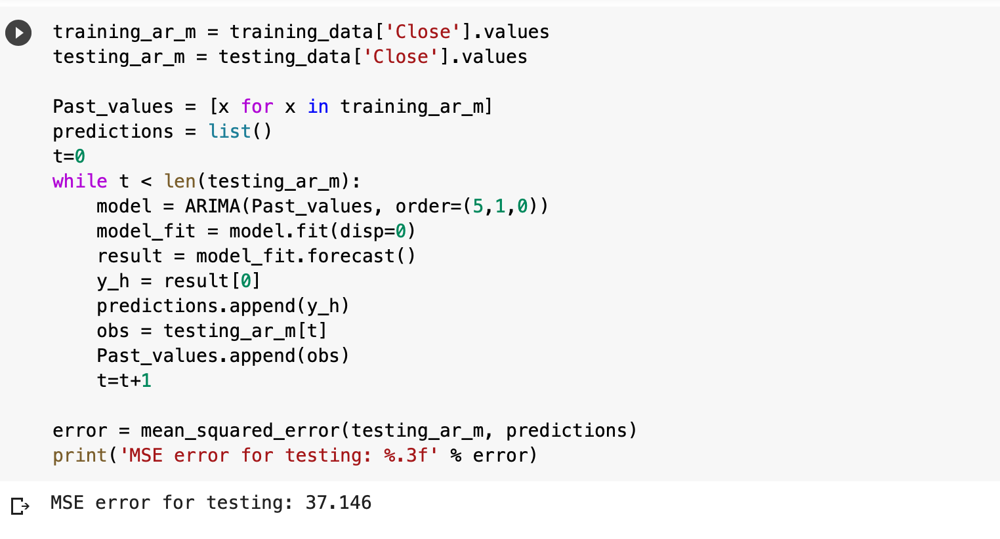 training_ar_m = training_data['Close'].values
testing_ar_m = testing_data['Close'].values

Past_values = [x for x in training_ar_m]
predictions = list()
t=0
while t < len(testing_ar_m):
    model = ARIMA(Past_values, order=(5,1,0))
    model_fit = model.fit(disp=0)
    result = model_fit.forecast()
    y_h = result[0]
    predictions.append(y_h)
    obs = testing_ar_m[t]
    Past_values.append(obs)
    t=t+1

error = mean_squared_error(testing_ar_m, predictions)
print('MSE error for testing: %.3f' % error)
MSE error for testing: 37.146